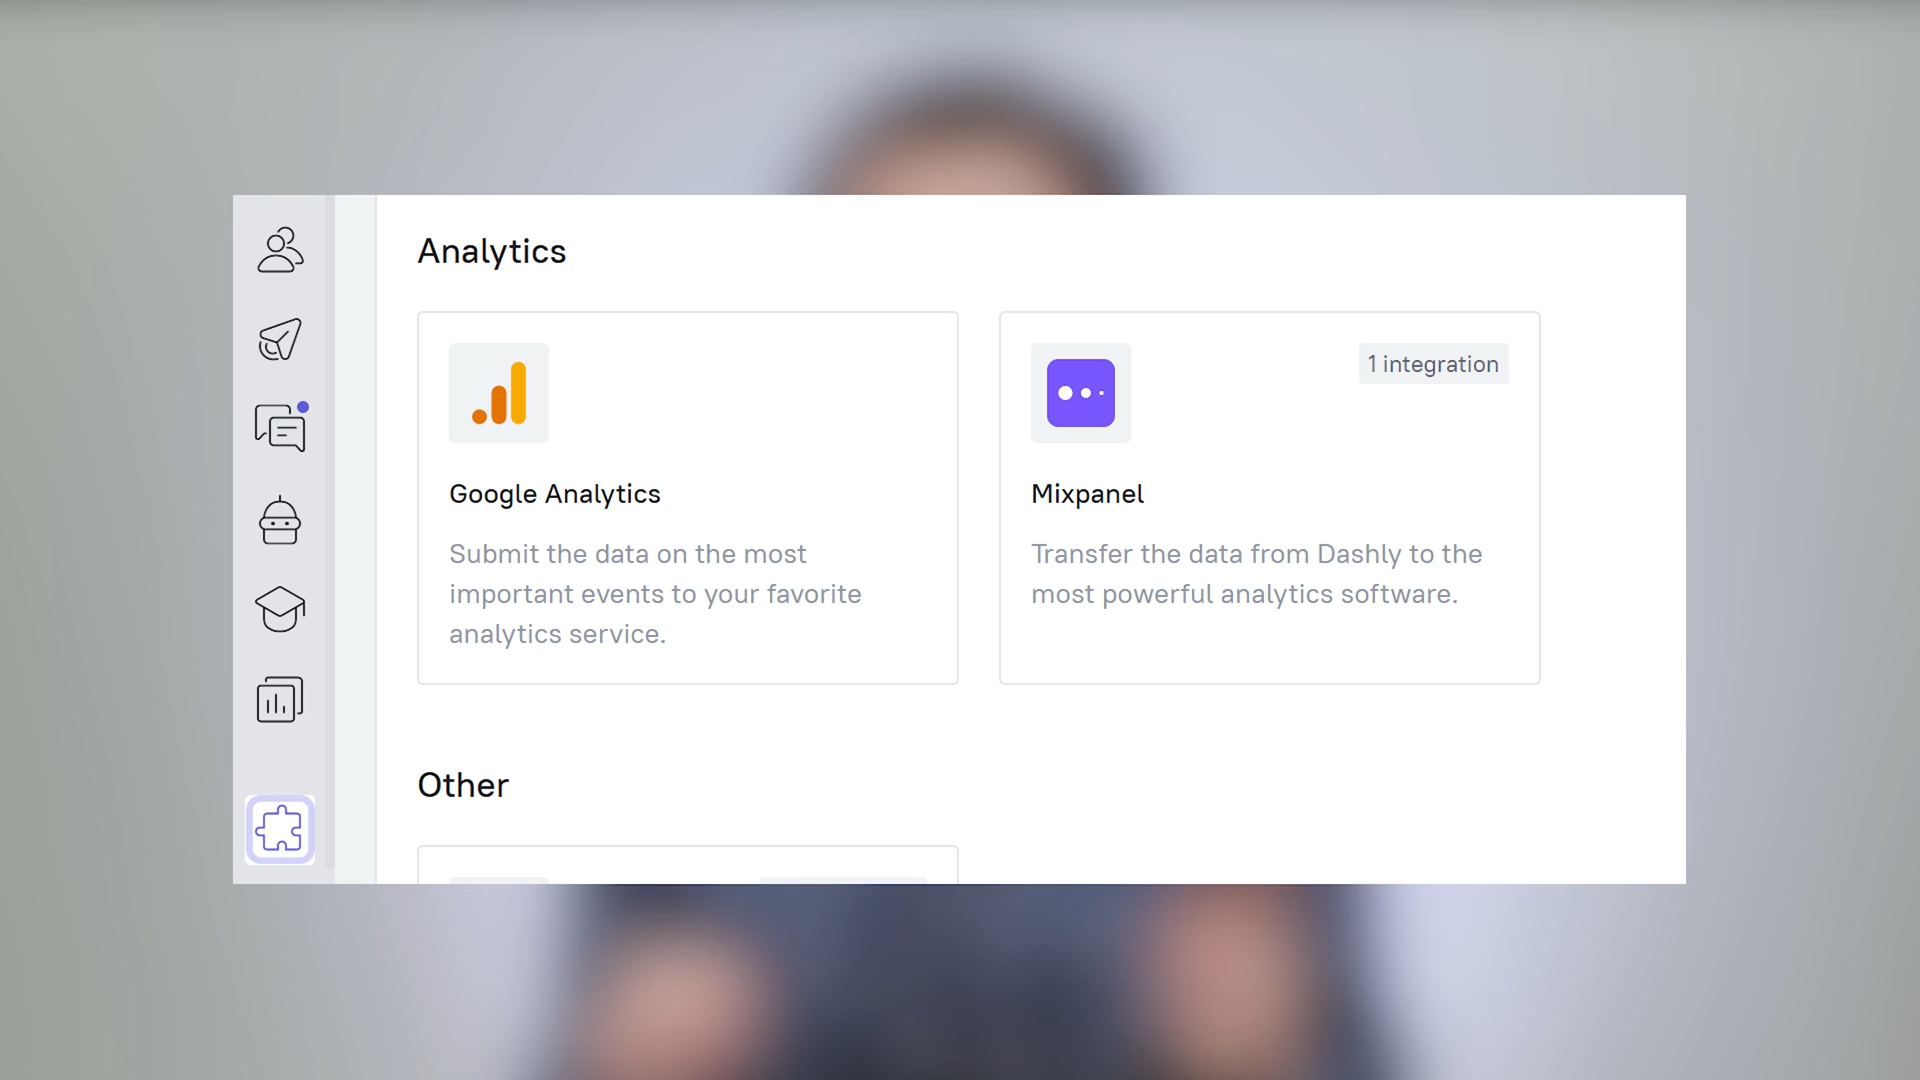 Analytics
1 integration
Google Analytics
Submit the data on the most
important events to your favorite
analytics service.
Mixpanel
Transfer the data from Dashly to the
most powerful analytics software.
Other